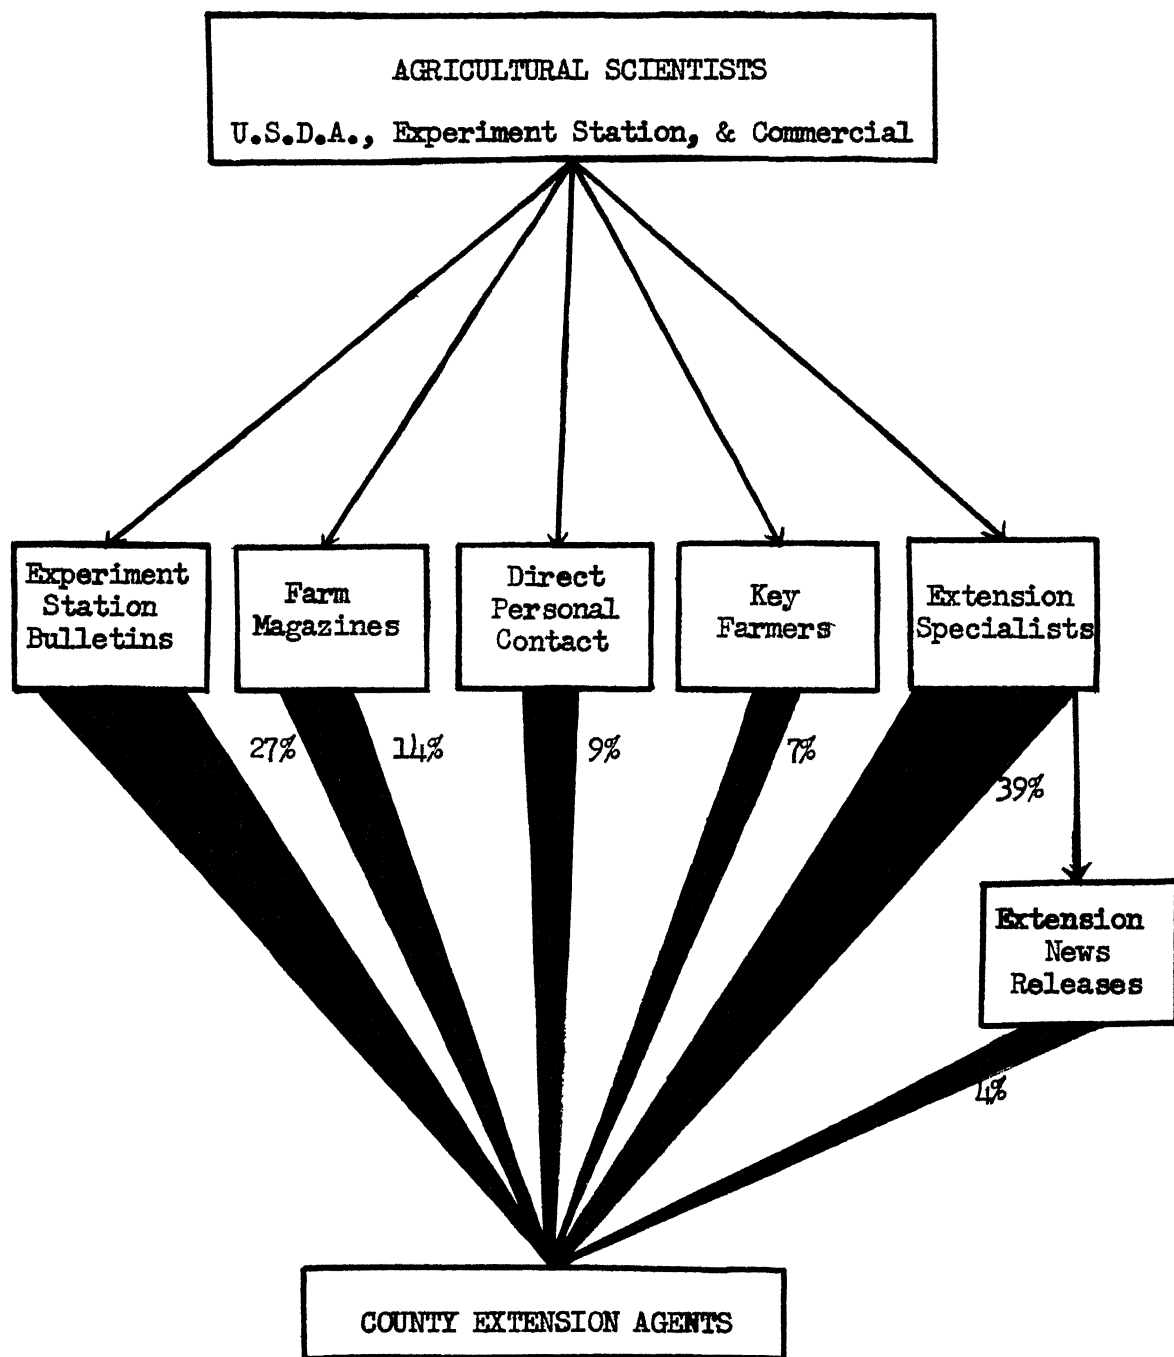 AGRICULTURAL SCIENTISTS
U.S.D.A., Experiment Station, & Commercial
Experiment
Station
Bulletins
Farm
Magazines
Direct
Personal
Contact
Key
Farmers
Extension
Specialists
27%
14%
9%
7%
39%
Extension
News
Releases
4%
COUNTY EXTENSION AGENTS